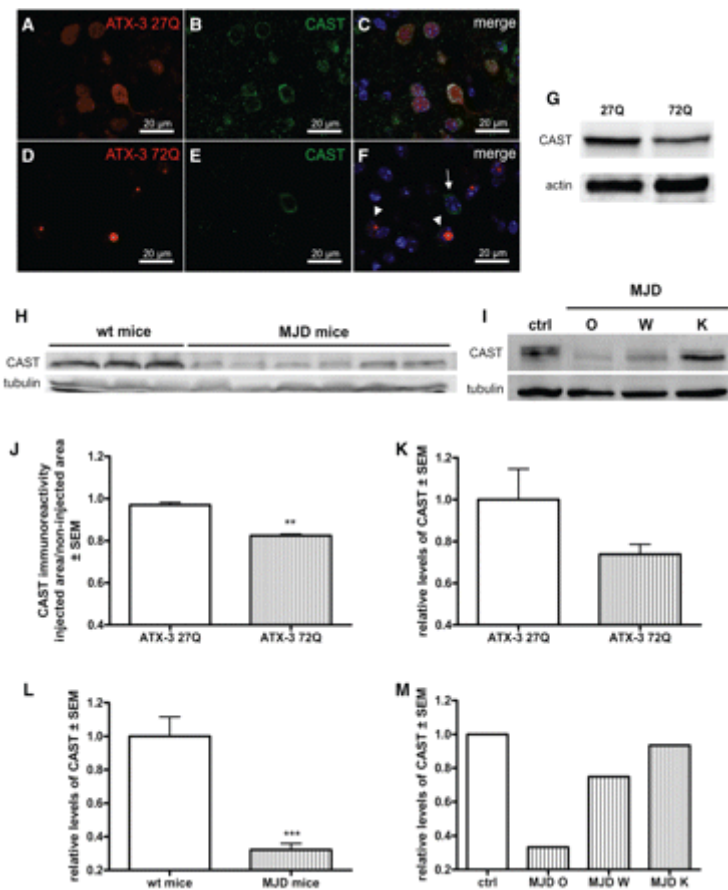 A ATX-3 27Q B CAST C merge
20 µm 20 µm 20 µm
D ATX-3 72Q E CAST F merge
20 µm 20 µm 20 µm
G
27Q 72Q
CAST
actin
H
wt mice MJD mice
CAST
tubulin
I
MJD
ctrl O W K
CAST
tubulin
J
CAST immunoreactivity
injected area/non-injected area
± SEM
1.2
1.0
0.8
0.6
0.4
**
ATX-3 27Q ATX-3 72Q
K
relative levels of CAST ± SEM
1.2
1.0
0.8
0.6
0.4
ATX-3 27Q ATX-3 72Q
L
relative levels of CAST ± SEM
1.2
1.0
0.8
0.6
0.4
0.2
***
wt mice MJD mice
M
relative levels of CAST ± SEM
1.2
1.0
0.8
0.6
0.4
0.2
ctrl MJD O MJD W MJD K